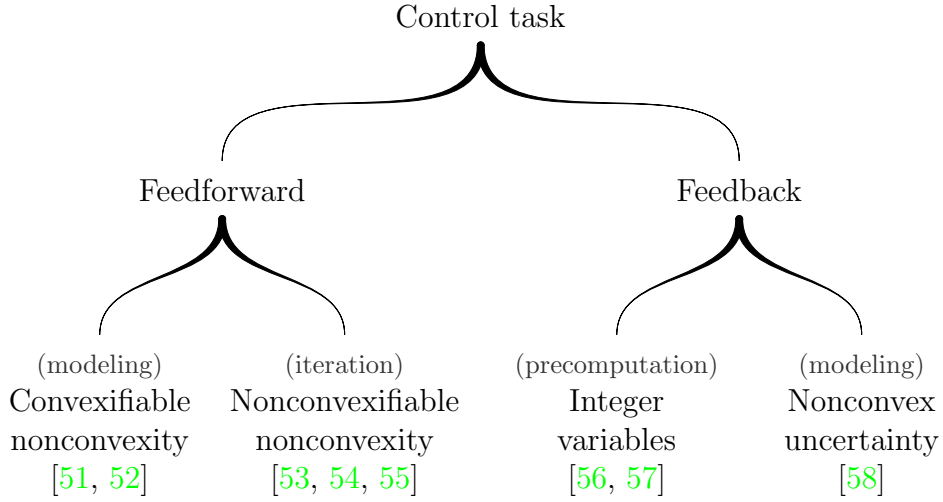 Control task
Feedforward
Feedback
(modeling)
Convexifiable
nonconvexity
[51, 52]
(iteration)
Nonconvexifiable
nonconvexity
[53, 54, 55]
(precomputation)
Integer
variables
[56, 57]
(modeling)
Nonconvex
uncertainty
[58]